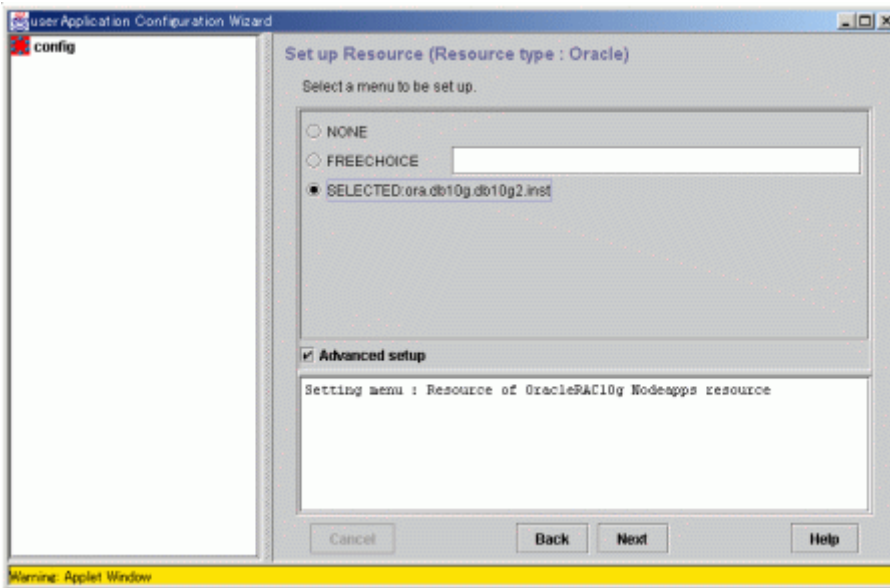 userApplication Configuration Wizard
config
Set up Resource (Resource type : Oracle)
Select a menu to be set up.
NONE
FREECHOICE
SELECTED:ora.db10g.db10g2.inst
Advanced setup
Setting menu : Resource of OracleRAC10g Nodeapps resource
Cancel
Back
Next
Help
Warning: Applet Window